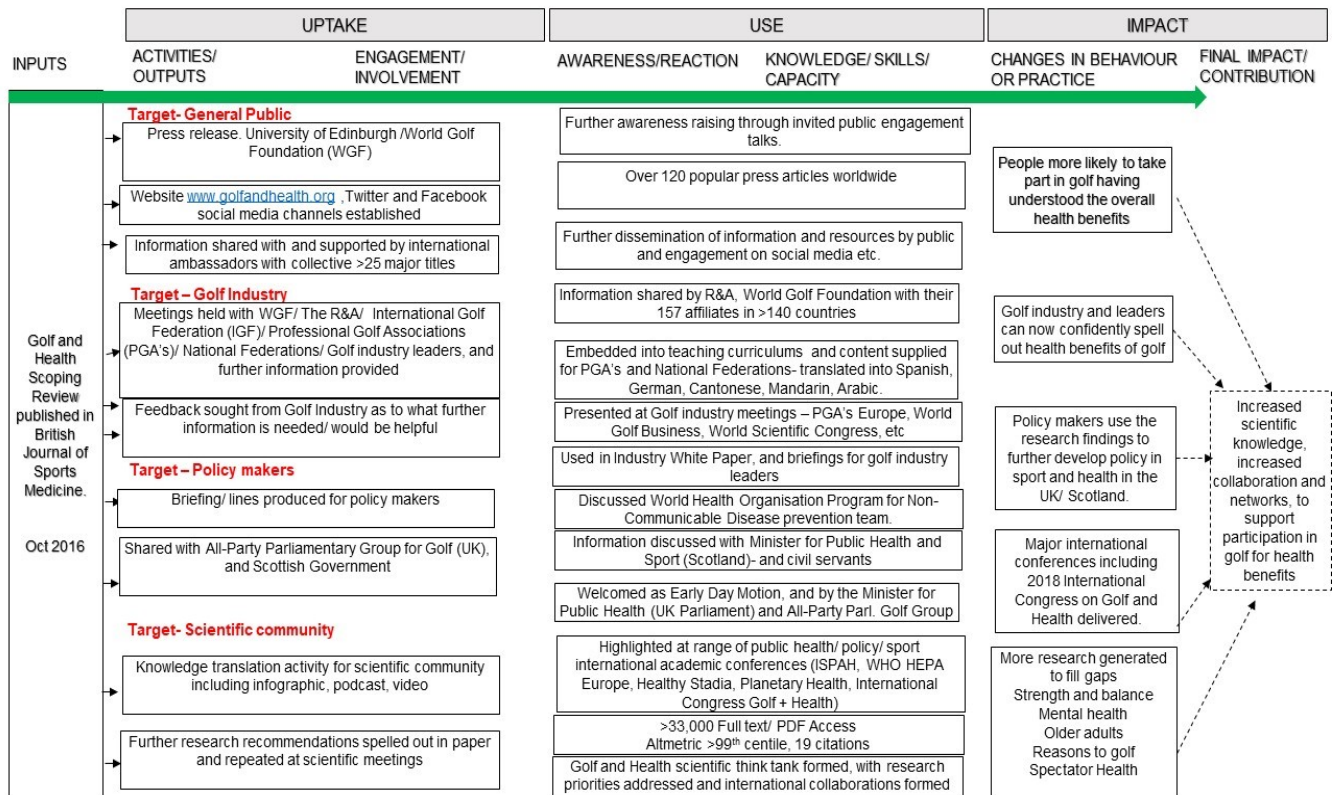 UPTAKE
USE
IMPACT
INPUTS
ACTIVITIES/
OUTPUTS
ENGAGEMENT/
INVOLVEMENT
AWARENESS/REACTION
KNOWLEDGE/ SKILLS/
CAPACITY
CHANGES IN BEHAVIOUR
OR PRACTICE
FINAL IMPACT/
CONTRIBUTION
Golf and
Health
Scoping
Review
published in
British
Journal of
Sports
Medicine.
Oct 2016
Target- General Public
Press release. University of Edinburgh /World Golf
Foundation (WGF)
Website www.golfandhealth.org ,Twitter and Facebook
social media channels established
Information shared with and supported by international
ambassadors with collective >25 major titles
Target – Golf Industry
Meetings held with WGF/ The R&A/ International Golf
Federation (IGF)/ Professional Golf Associations
(PGA's)/ National Federations/ Golf industry leaders, and
further information provided
Feedback sought from Golf Industry as to what further
information is needed/ would be helpful
Target – Policy makers
Briefing/ lines produced for policy makers
Shared with All-Party Parliamentary Group for Golf (UK),
and Scottish Government
Target- Scientific community
Knowledge translation activity for scientific community
including infographic, podcast, video
Further research recommendations spelled out in paper
and repeated at scientific meetings
Further awareness raising through invited public engagement
talks.
Over 120 popular press articles worldwide
Further dissemination of information and resources by public
and engagement on social media etc.
Information shared by R&A, World Golf Foundation with their
157 affiliates in >140 countries
Embedded into teaching curriculums and content supplied
for PGA's and National Federations- translated into Spanish,
German, Cantonese, Mandarin, Arabic.
Presented at Golf industry meetings – PGA's Europe, World
Golf Business, World Scientific Congress, etc
Used in Industry White Paper, and briefings for golf industry
leaders
Discussed World Health Organisation Program for Non-
Communicable Disease prevention team.
Information discussed with Minister for Public Health and
Sport (Scotland)- and civil servants
Welcomed as Early Day Motion, and by the Minister for
Public Health (UK Parliament) and All-Party Parl. Golf Group
Highlighted at range of public health/ policy/ sport
international academic conferences (ISPAH, WHO HEPA
Europe, Healthy Stadia, Planetary Health, International
Congress Golf + Health)
>33,000 Full text/ PDF Access
Altmetric >99th centile, 19 citations
Golf and Health scientific think tank formed, with research
priorities addressed and international collaborations formed
People more likely to take
part in golf having
understood the overall
health benefits
Golf industry and leaders
can now confidently spell
out health benefits of golf
Policy makers use the
research findings to
further develop policy in
sport and health in the
UK/ Scotland.
Major international
conferences including
2018 International
Congress on Golf and
Health delivered.
More research generated
to fill gaps
Strength and balance
Mental health
Older adults
Reasons to golf
Spectator Health
Increased
scientific
knowledge,
increased
collaboration and
networks, to
support
participation in
golf for health
benefits